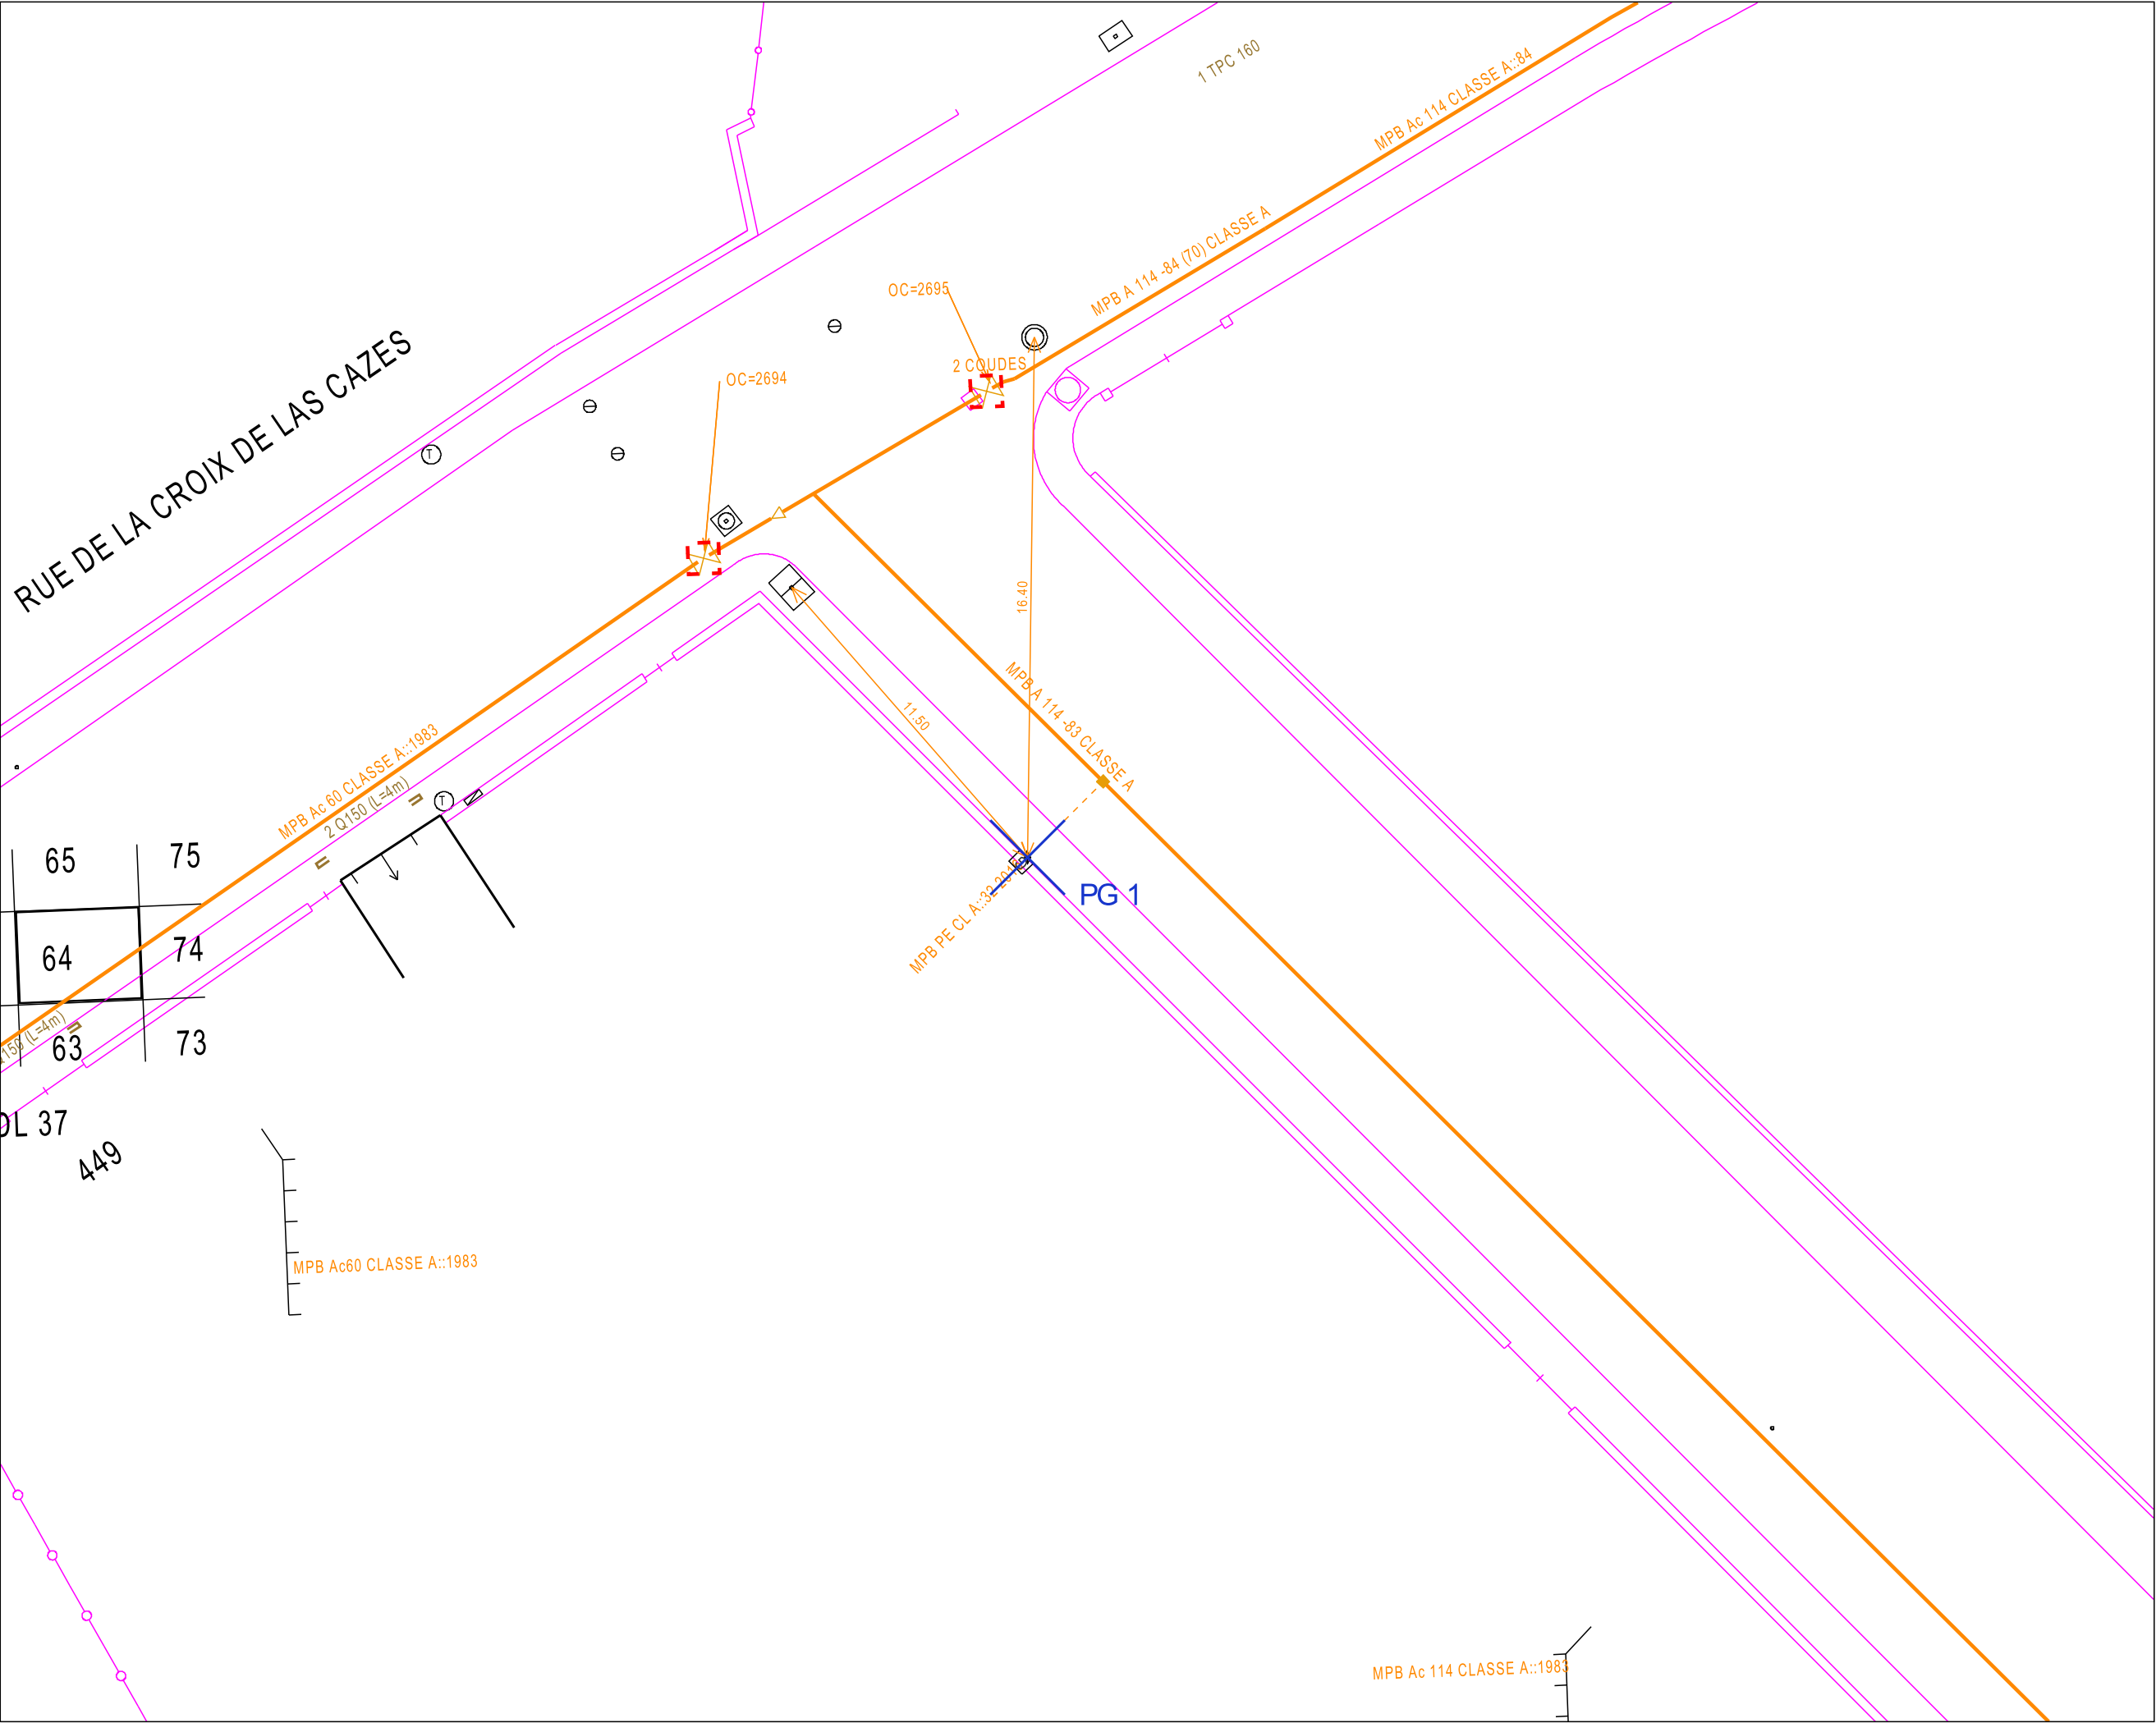 1 TPC 160
MPB Ac 114 CLASSE A::84
MPB A 114 -84 (70) CLASSE A
OC=2695
2 COUDES
OC=2694
RUE DE LA CROIX DE LAS CAZES
T
16.40
11.50
MPB A 114 -83 CLASSE A
MPB Ac 60 CLASSE A::1983
2 Q150 (L=4m)
T
65
75
PG 1
MPB PE CL A::32
64
74
Q150 (L=4m)
63
73
DL 37
449
MPB Ac60 CLASSE A::1983
MPB Ac 114 CLASSE A::1983